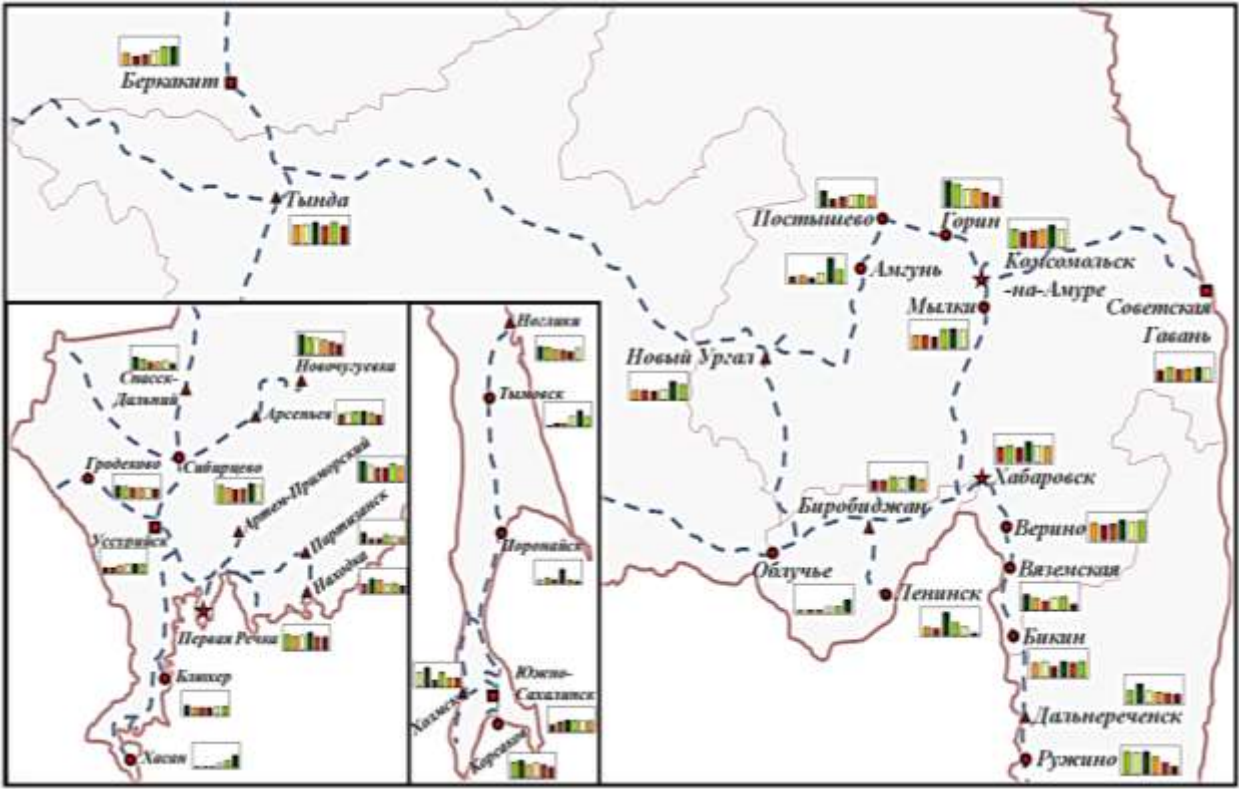 Беркакит
Тында
Постышево
Горин
Амгунь
Комсомольск
-на-Амуре
Мылки
Советская
Гавань
Новый Ургал
Хабаровск
Биробиджан
Верино
Облучье
Вяземская
Ленинск
Бикин
Дальнереченск
Ружино
Спасск-
Дальний
Новочугуевка
Арсеньев
Гродеково
Сибирцево
Артем-Приморский
Партизанск
Уссурийск
Находка
Первая Речка
Клюхер
Хасан
Ноглики
Тымовск
Поронайск
Южно-
Сахалинск
Холмск
Корсаков